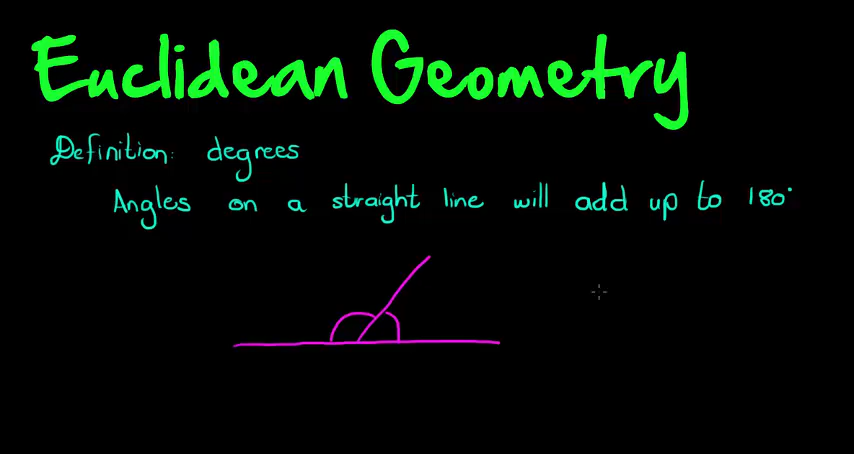 Euclidean Geometry
Definition: degrees
Angles on a straight line will add up to 180°